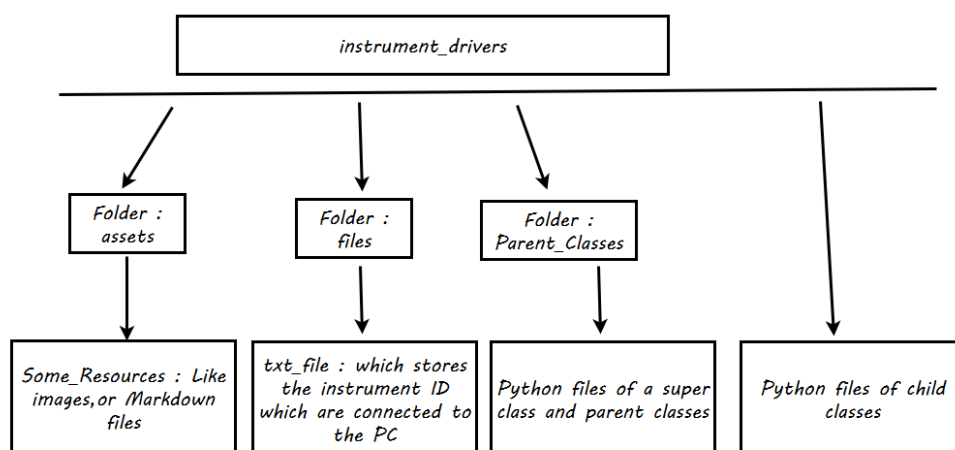 instrument_drivers
Folder :
assets
Folder :
files
Folder :
Parent_Classes
Some_Resources : Like
images,or Markdown
files
txt_file : which stores
the instrument ID
which are connected to
the PC
Python files of a super
class and parent classes
Python files of child
classes